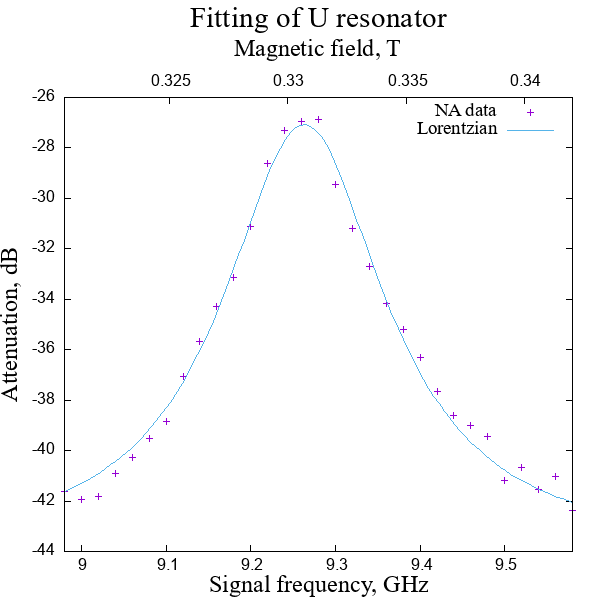 Fitting of U resonator
Magnetic field, T
0.325 0.33 0.335 0.34
-26
NA data
Lorentzian
-28
-30
-32
-34
-36
-38
-40
-42
-44
Attenuation, dB
9 9.1 9.2 9.3 9.4 9.5
Signal frequency, GHz